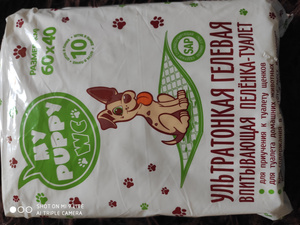 РАЗМЕР, см
60x40
10
SAP
MY
PUPPY
WC
УЛЬТРАТОНКАЯ ГЕЛЕВАЯ
ВПИТЫВАЮЩАЯ ПЕЛЁНКА-ТУАЛЕТ
для приучения к туалету щенков
для туалета домашних животных
SHOT ON MI 9 LITE
AI TRIPLE CAMERA